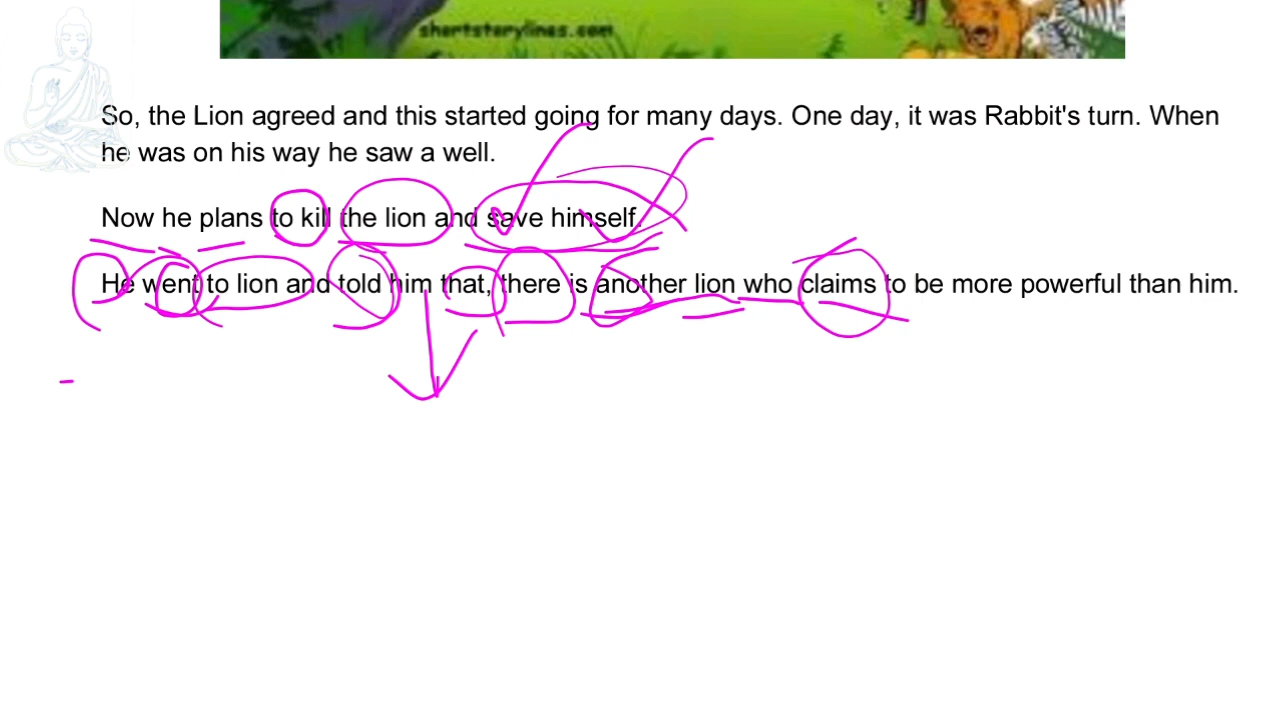 shortstorylines.com
So, the Lion agreed and this started going for many days. One day, it was Rabbit's turn. When
he was on his way he saw a well.
Now he plans to kill the lion and save himself.
He went to lion and told him that, there is another lion who claims to be more powerful than him.